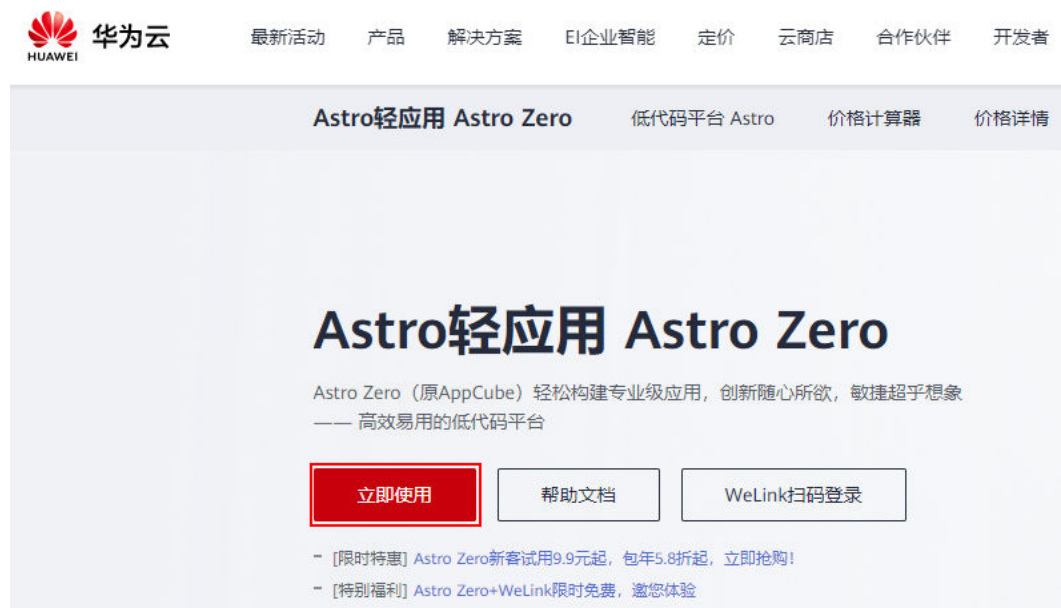 HUAWEI 华为云 最新活动 产品 解决方案 EI企业智能 定价 云商店 合作伙伴 开发者
Astro轻应用 Astro Zero 低代码平台 Astro 价格计算器 价格详情
Astro轻应用 Astro Zero
Astro Zero（原AppCube）轻松构建专业级应用，创新随心所欲，敏捷超乎想象
—— 高效易用的低代码平台
立即使用 帮助文档 WeLink扫码登录
- [限时特惠] Astro Zero新客试用9.9元起，包年5.8折起，立即抢购！
- [特别福利] Astro Zero+WeLink限时免费，邀您体验